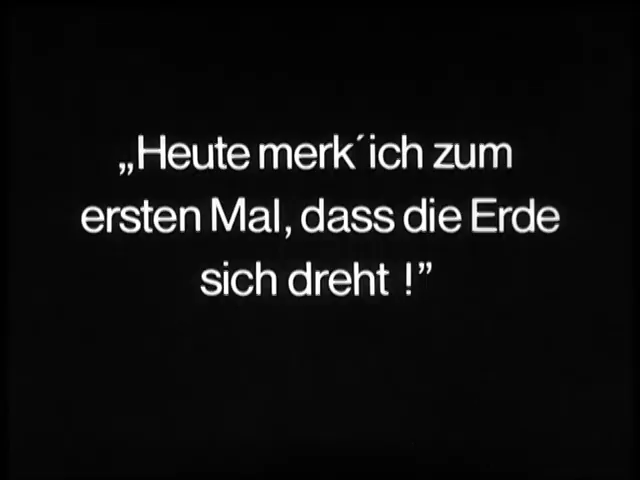 „Heute merk´ich zum
ersten Mal, dass die Erde
sich dreht !”